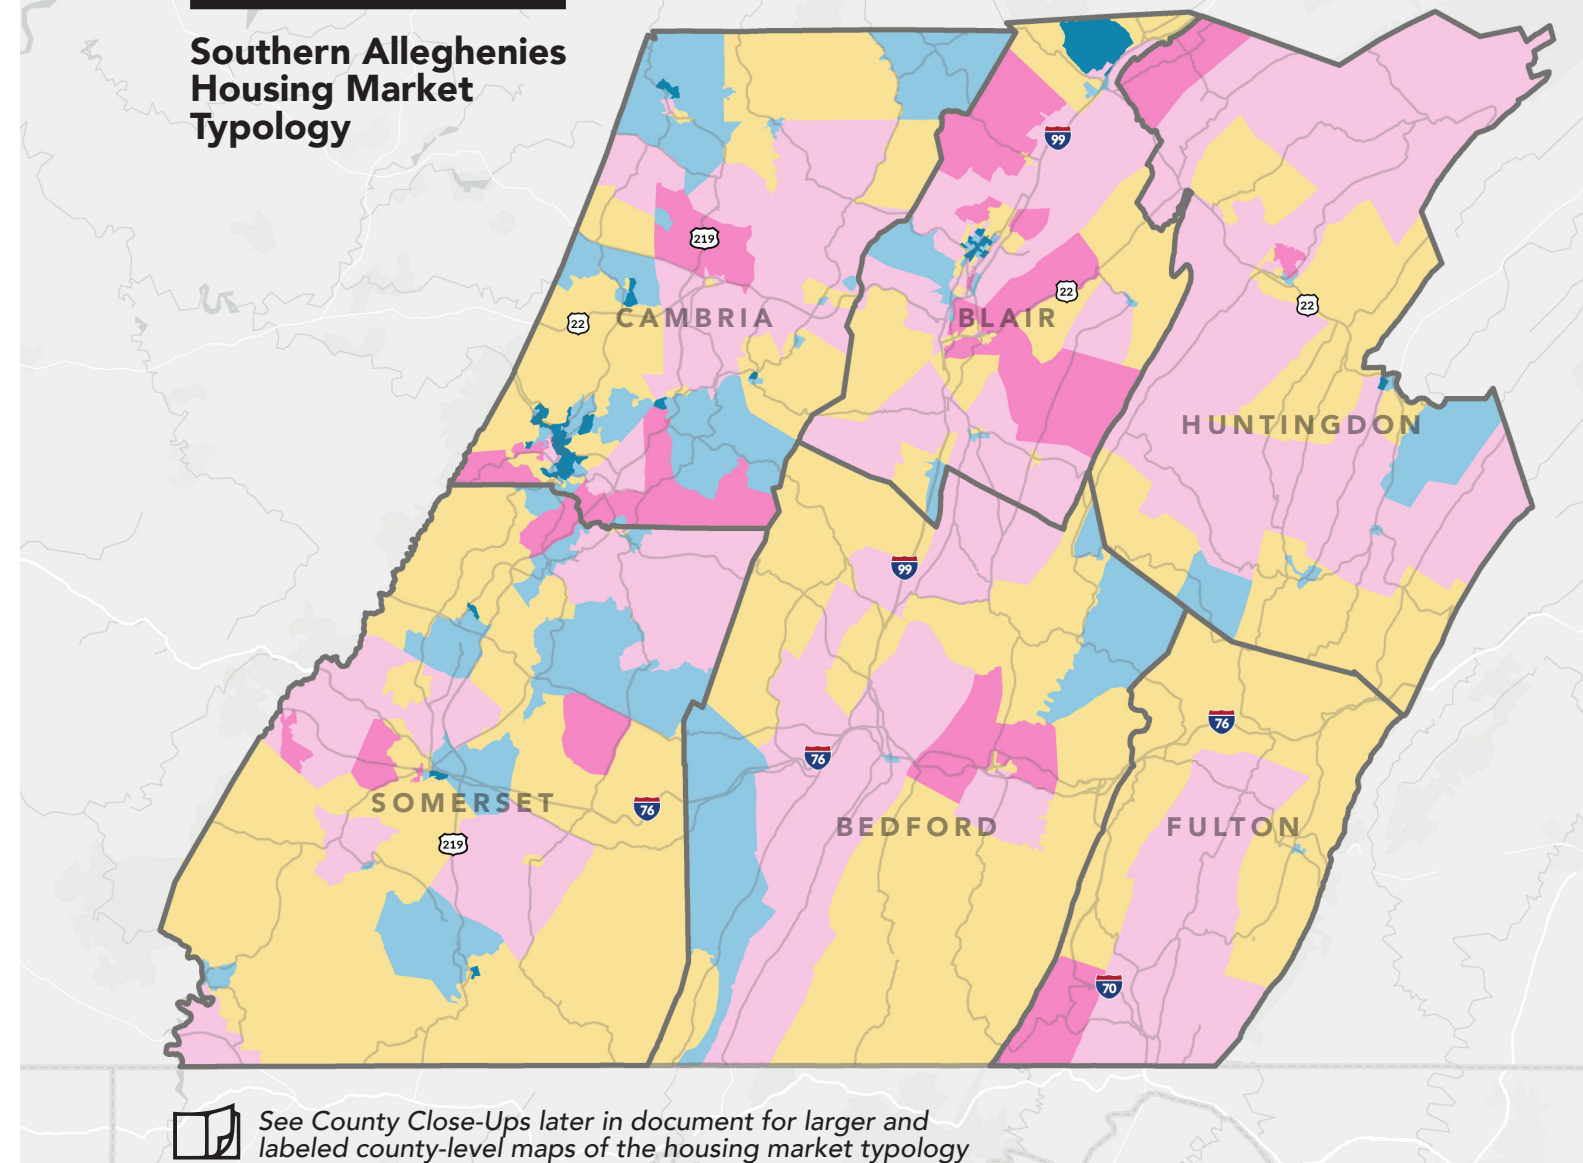 Southern Alleghenies
Housing Market
Typology
99
219
22
CAMBRIA
22
BLAIR
22
HUNTINGDON
99
76
76
SOMERSET
76
219
BEDFORD
FULTON
70
See County Close-Ups later in document for larger and
labeled county-level maps of the housing market typology